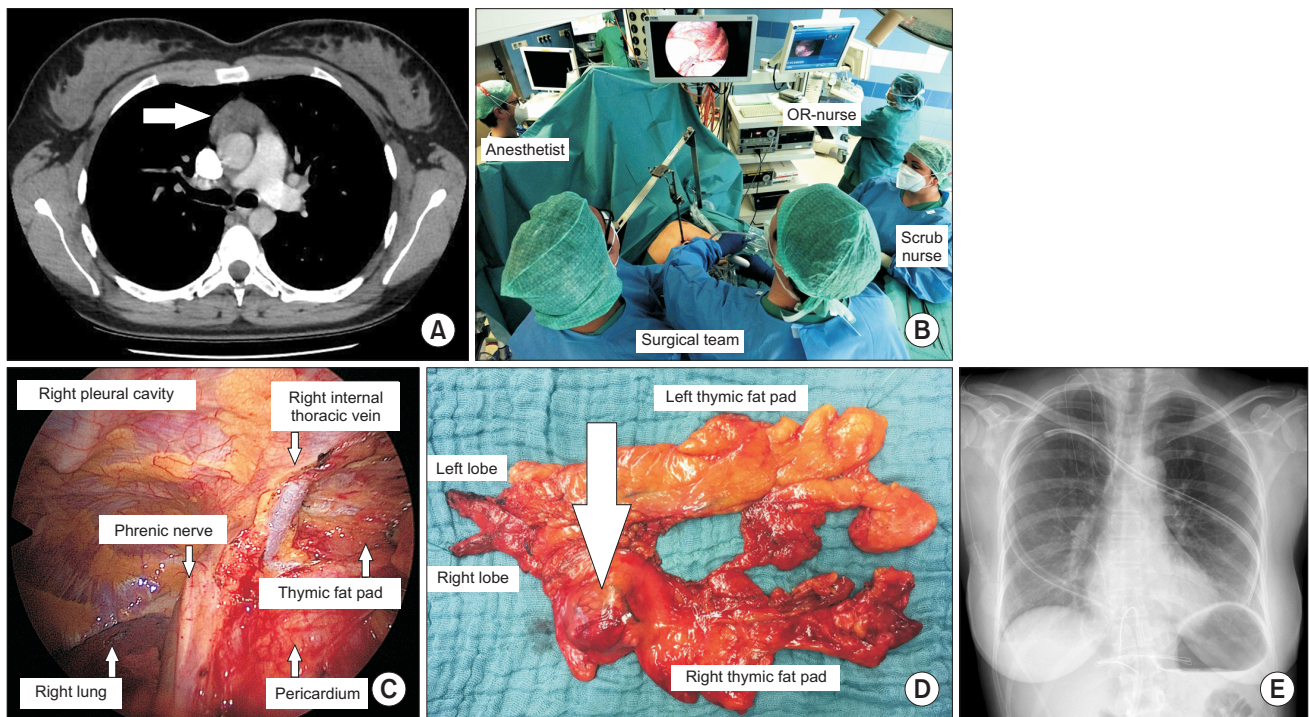 A
Anesthetist
OR-nurse
Scrub
nurse
Surgical team
B
Right pleural cavity
Right internal
thoracic vein
Phrenic nerve
Thymic fat pad
Right lung
Pericardium
C
Left thymic fat pad
Left lobe
Right lobe
Right thymic fat pad
D
E